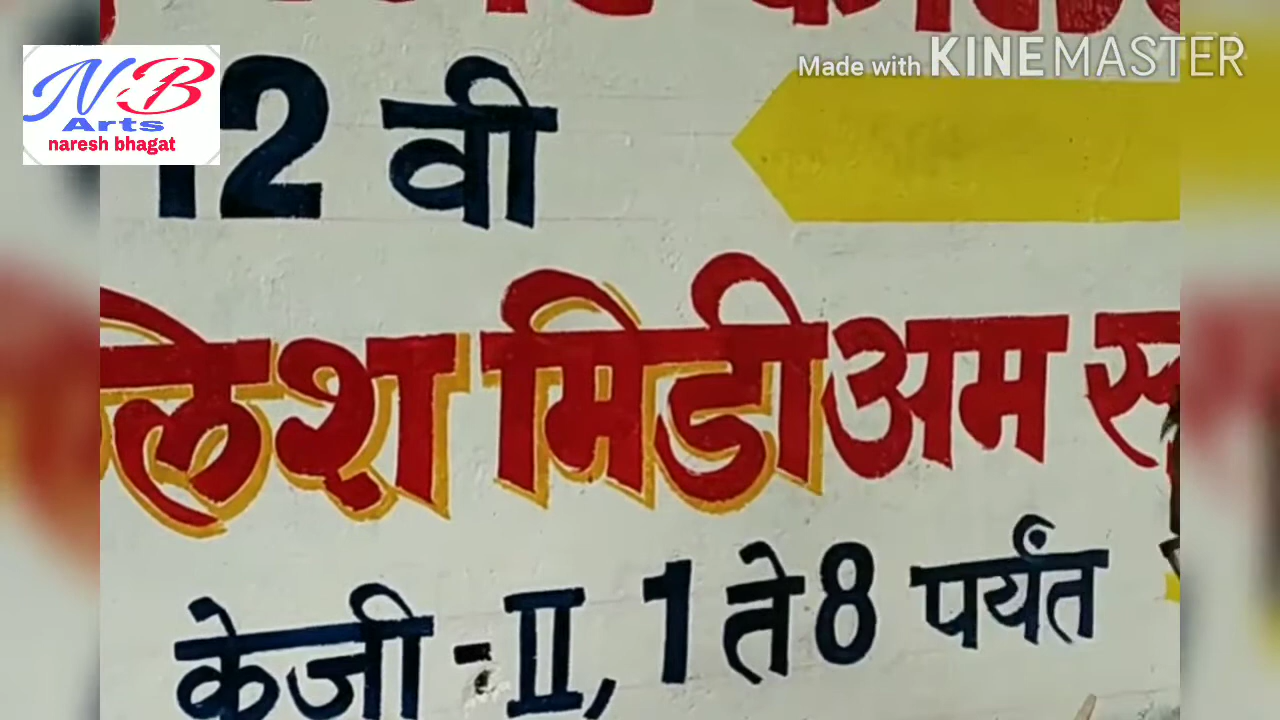 Made with KINEMASTER
NB
Arts
naresh bhagat
12 वी
लिश मिडीअम स्
केजी -II, 1 ते 8 पर्यंत